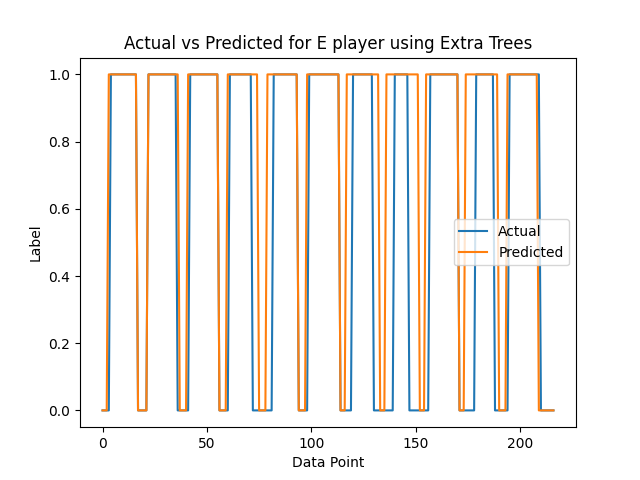 Actual vs Predicted for E player using Extra Trees
1.0
0.8
0.6
0.4
0.2
0.0
Label
Actual
Predicted
0
50
100
150
200
Data Point